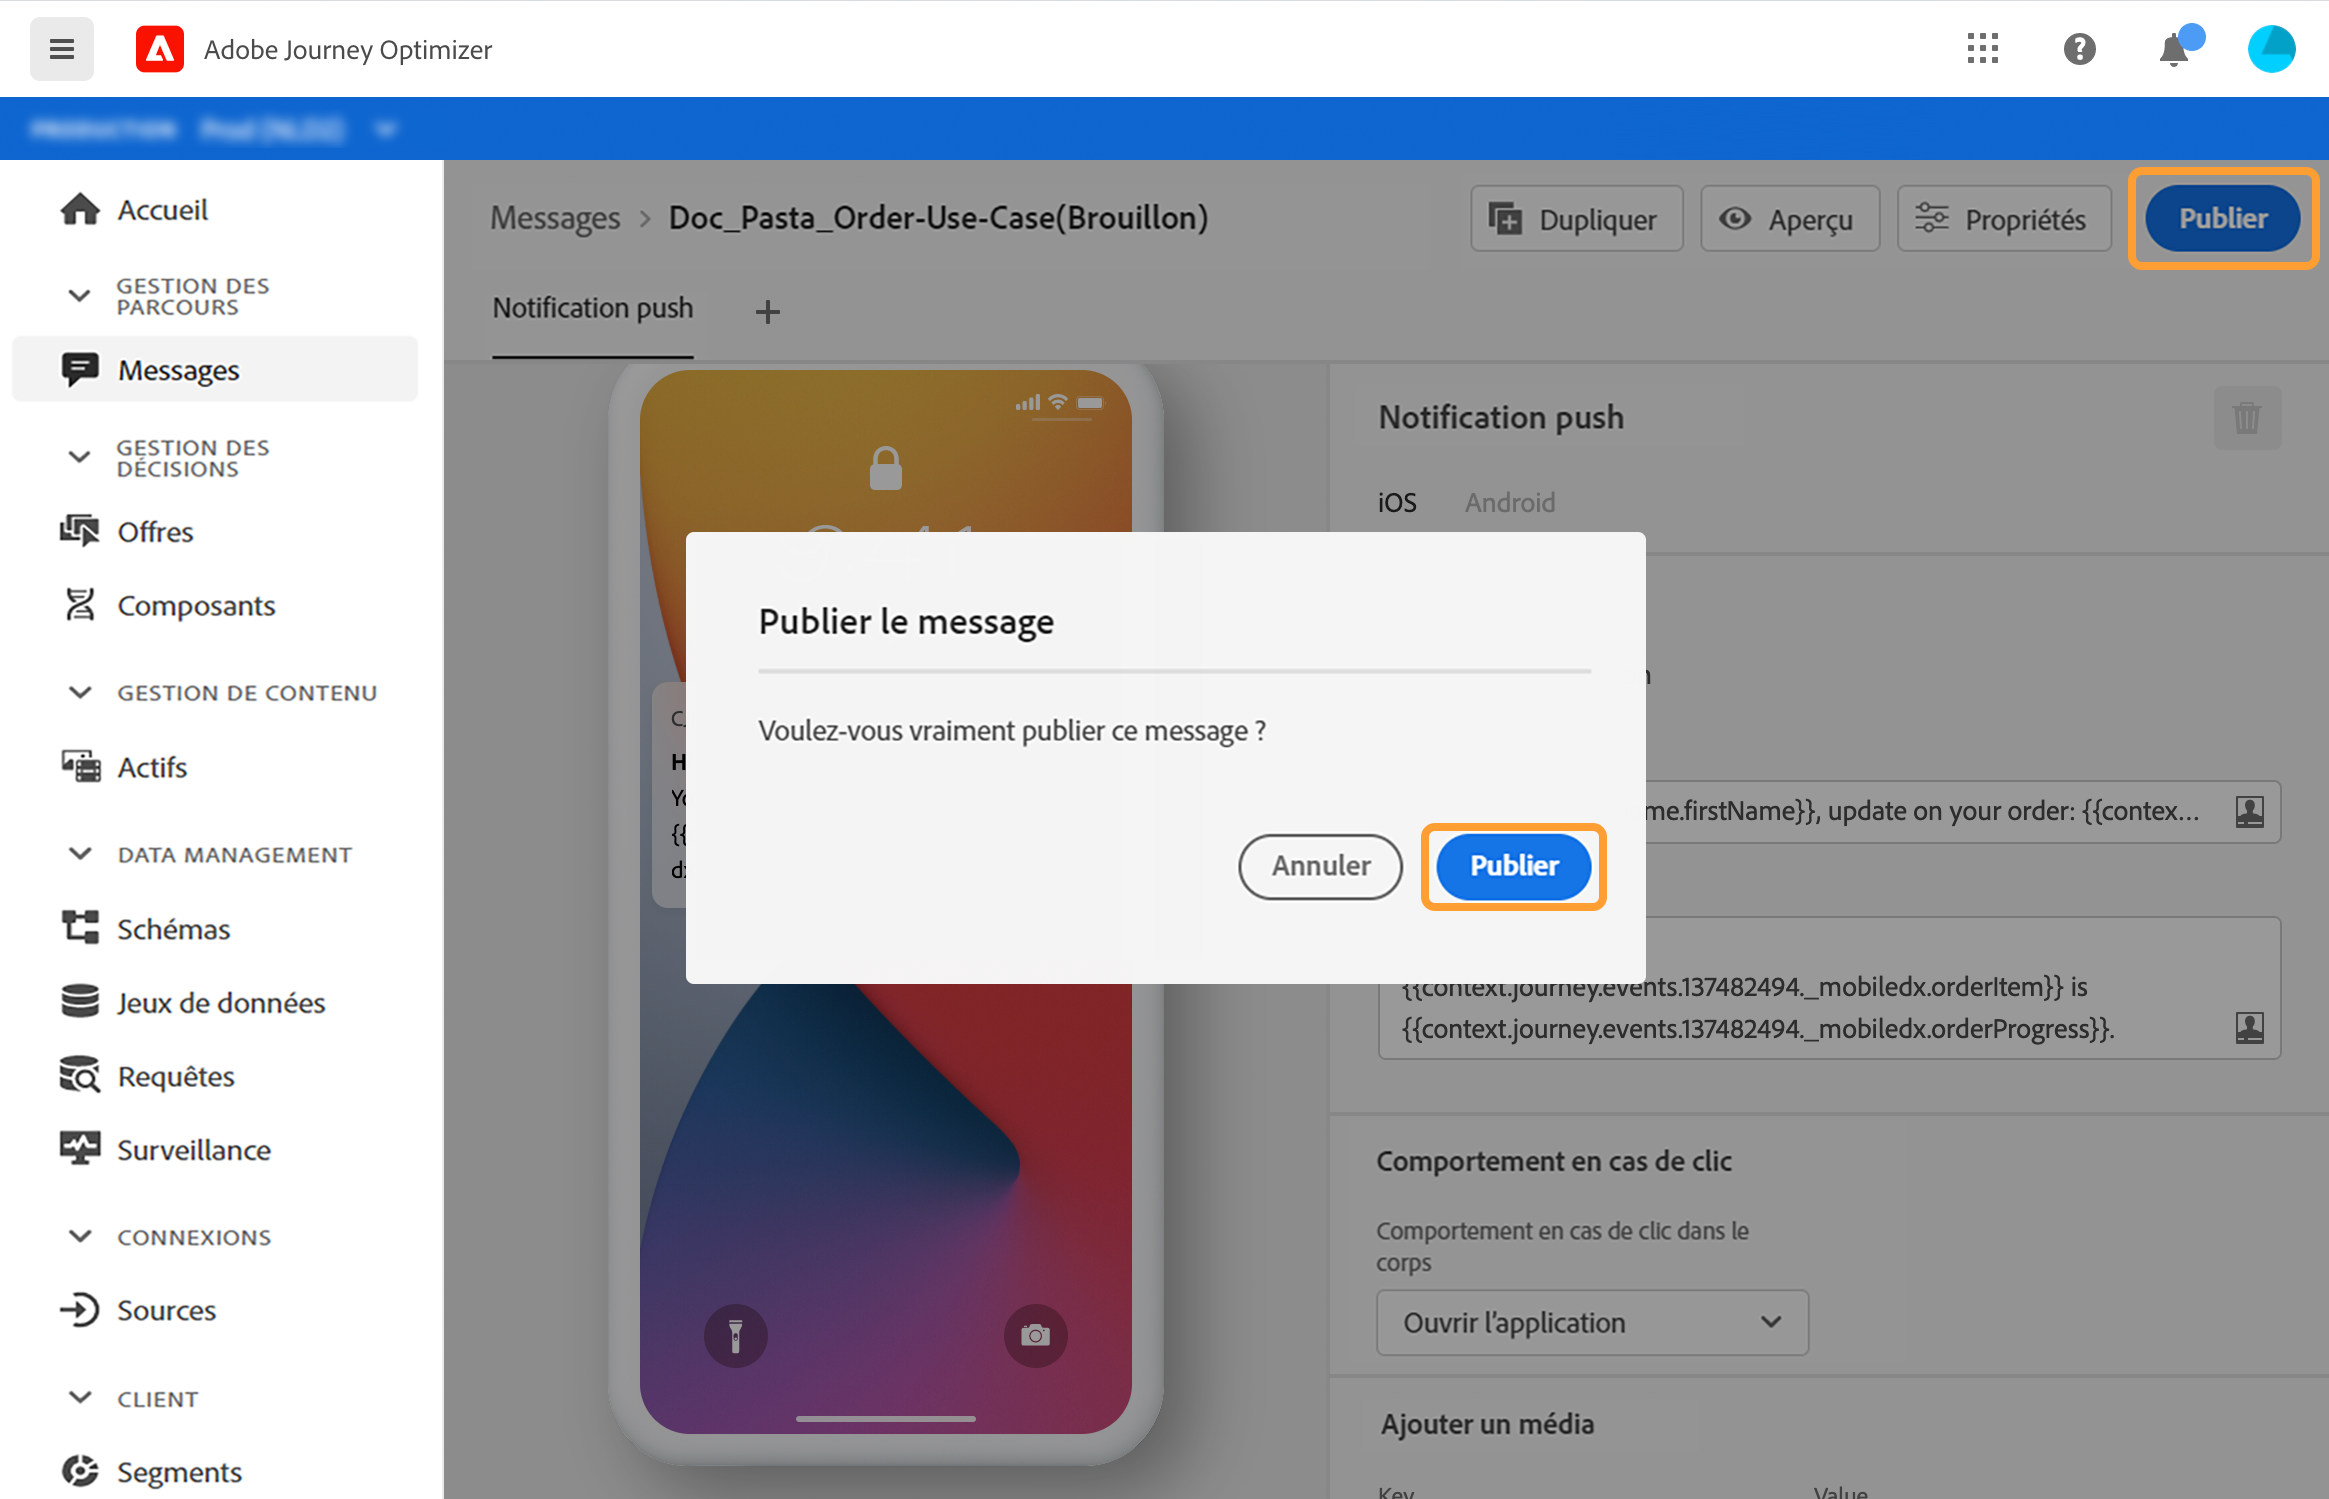 Adobe Journey Optimizer
PRODUCTION Prod (NLD2)
Accueil
GESTION DES
PARCOURS
Messages
GESTION DES
DÉCISIONS
Offres
Composants
GESTION DE CONTENU
Actifs
DATA MANAGEMENT
Schémas
Jeux de données
Requêtes
Surveillance
CONNEXIONS
Sources
CLIENT
Segments
Messages > Doc_Pasta_Order-Use-Case(Brouillon)
Dupliquer
Aperçu
Propriétés
Publier
Notification push +
Notification push
iOS Android
Publier le message
Voulez-vous vraiment publier ce message ?
Annuler Publier
me.firstName}}, update on your order: {{contex...
{{context.journey.events.137482494._mobiledx.orderItem}} is
{{context.journey.events.137482494._mobiledx.orderProgress}}.
Comportement en cas de clic
Comportement en cas de clic dans le
corps
Ouvrir l'application
Ajouter un média
Key Value